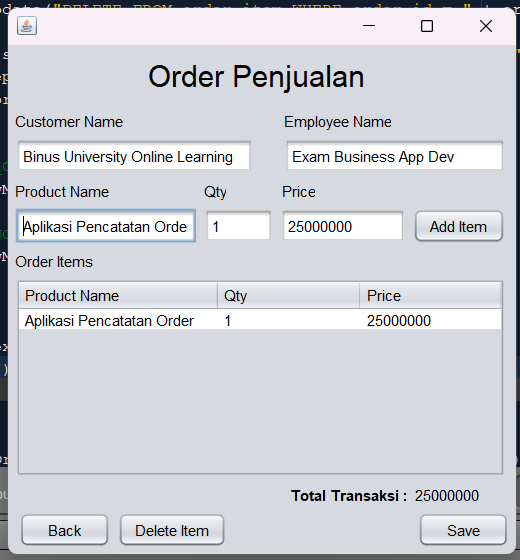 Order Penjualan
Customer Name Employee Name
Binus University Online Learning Exam Business App Dev
Product Name Qty Price
Aplikasi Pencatatan Orde 1 25000000 Add Item
Order Items
Product Name Qty Price
Aplikasi Pencatatan Order 1 25000000
Total Transaksi : 25000000
Back Delete Item Save